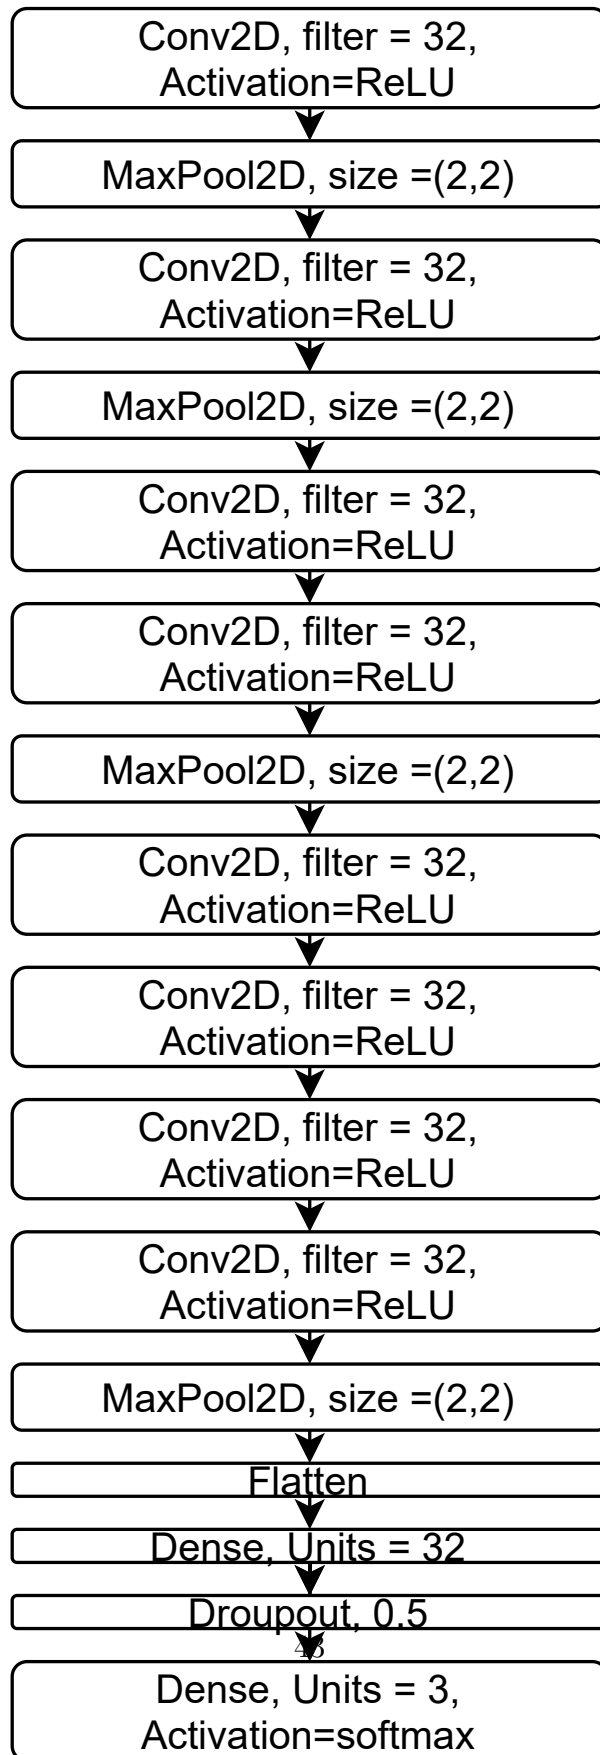 Conv2D, filter = 32,
Activation=ReLU
MaxPool2D, size =(2,2)
Conv2D, filter = 32,
Activation=ReLU
MaxPool2D, size =(2,2)
Conv2D, filter = 32,
Activation=ReLU
Conv2D, filter = 32,
Activation=ReLU
MaxPool2D, size =(2,2)
Conv2D, filter = 32,
Activation=ReLU
Conv2D, filter = 32,
Activation=ReLU
Conv2D, filter = 32,
Activation=ReLU
Conv2D, filter = 32,
Activation=ReLU
MaxPool2D, size =(2,2)
Flatten
Dense, Units = 32
Droupout, 0.5
Dense, Units = 3,
Activation=softmax